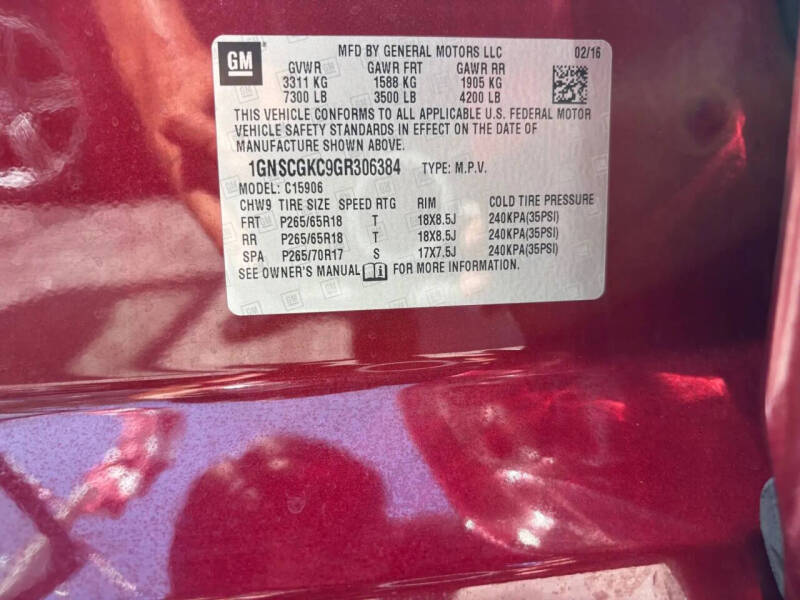 GM MFD BY GENERAL MOTORS LLC 02/16
GVWR GAWR FRT GAWR RR
3311 KG 1588 KG 1905 KG
7300 LB 3500 LB 4200 LB
THIS VEHICLE CONFORMS TO ALL APPLICABLE U.S. FEDERAL MOTOR
VEHICLE SAFETY STANDARDS IN EFFECT ON THE DATE OF
MANUFACTURE SHOWN ABOVE.
1GNSCGKC9GR306384 TYPE: M.P.V.
MODEL: C15906
CHW9 TIRE SIZE SPEED RTG RIM COLD TIRE PRESSURE
FRT P265/65R18 T 18X8.5J 240KPA(35PSI)
RR P265/65R18 T 18X8.5J 240KPA(35PSI)
SPA P265/70R17 S 17X7.5J 240KPA(35PSI)
SEE OWNER'S MANUAL FOR MORE INFORMATION.